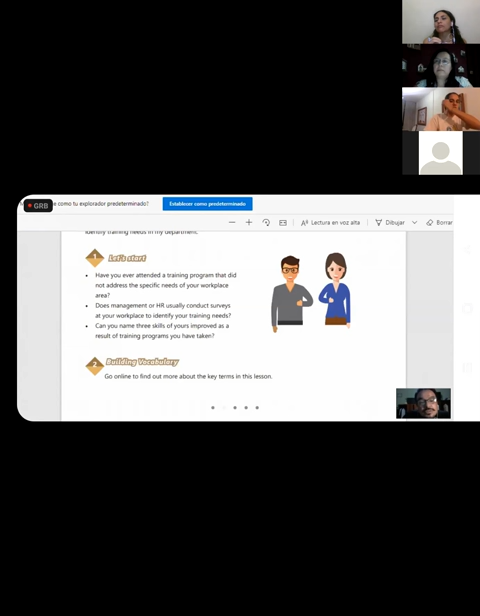 como tu explorador predeterminado?
Establecer como predeterminado
GRB
Lectura en voz alta
Dibujar
Borrar
identify training needs in my department.
1
Let's start
• Have you ever attended a training program that did
not address the specific needs of your workplace
area?
• Does management or HR usually conduct surveys
at your workplace to identify your training needs?
• Can you name three skills of yours improved as a
result of training programs you have taken?
2
Building Vocabulary
Go online to find out more about the key terms in this lesson.